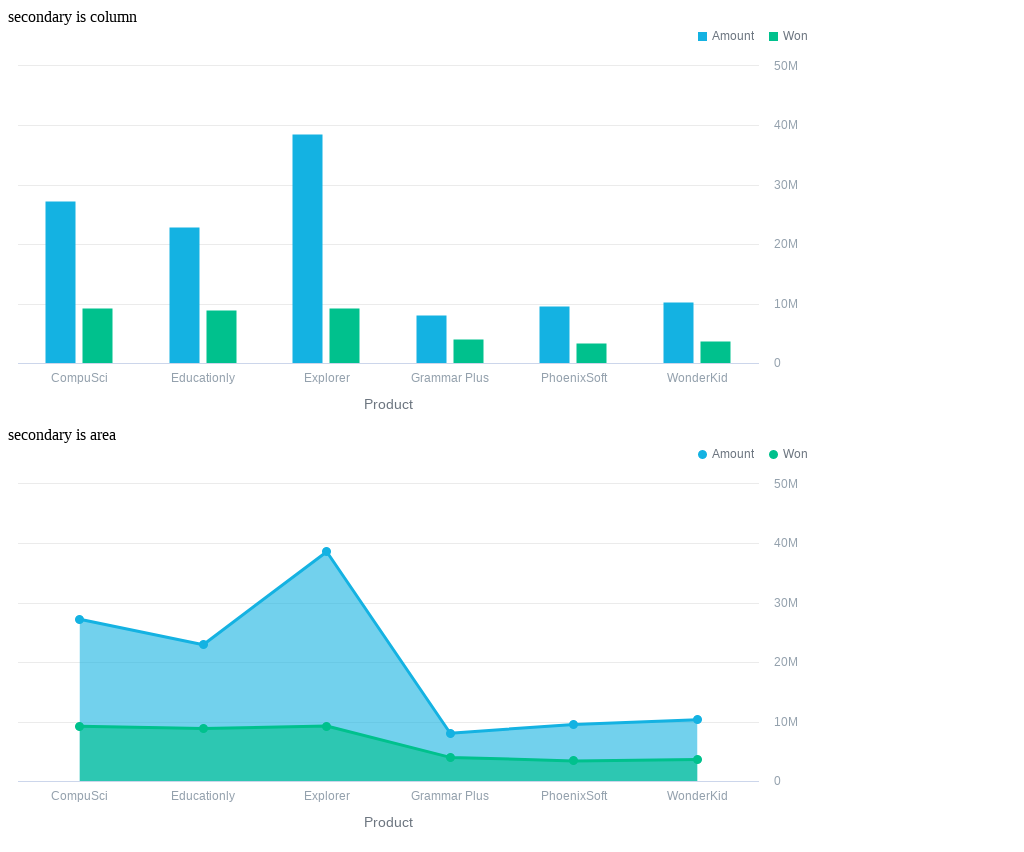 secondary is column
Amount Won
50M
40M
30M
20M
10M
0
CompuSci Educationly Explorer Grammar Plus PhoenixSoft WonderKid
Product
secondary is area
Amount Won
50M
40M
30M
20M
10M
0
CompuSci Educationly Explorer Grammar Plus PhoenixSoft WonderKid
Product